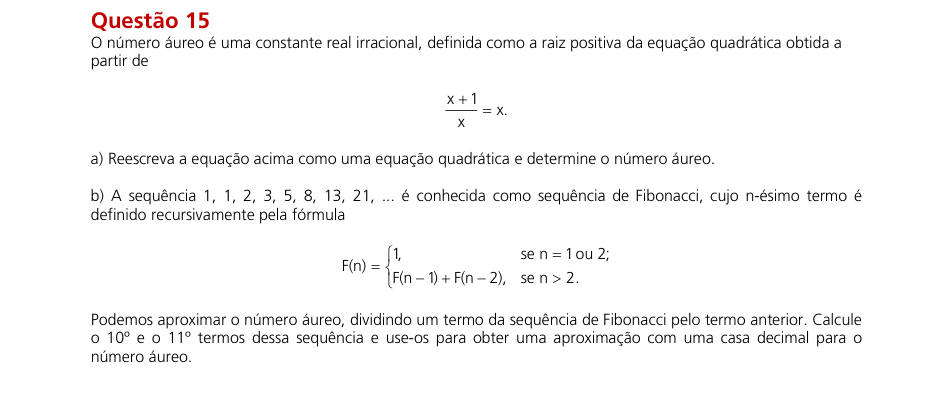 Questão 15
O número áureo é uma constante real irracional, definida como a raiz positiva da equação quadrática obtida a
partir de
x + 1
x
= x.
a) Reescreva a equação acima como uma equação quadrática e determine o número áureo.
b) A sequência 1, 1, 2, 3, 5, 8, 13, 21, ... é conhecida como sequência de Fibonacci, cujo n-ésimo termo é
definido recursivamente pela fórmula
F(n) = {1, se n = 1 ou 2;
F(n – 1) + F(n – 2), se n > 2.
Podemos aproximar o número áureo, dividindo um termo da sequência de Fibonacci pelo termo anterior. Calcule
o 10º e o 11º termos dessa sequência e use-os para obter uma aproximação com uma casa decimal para o
número áureo.